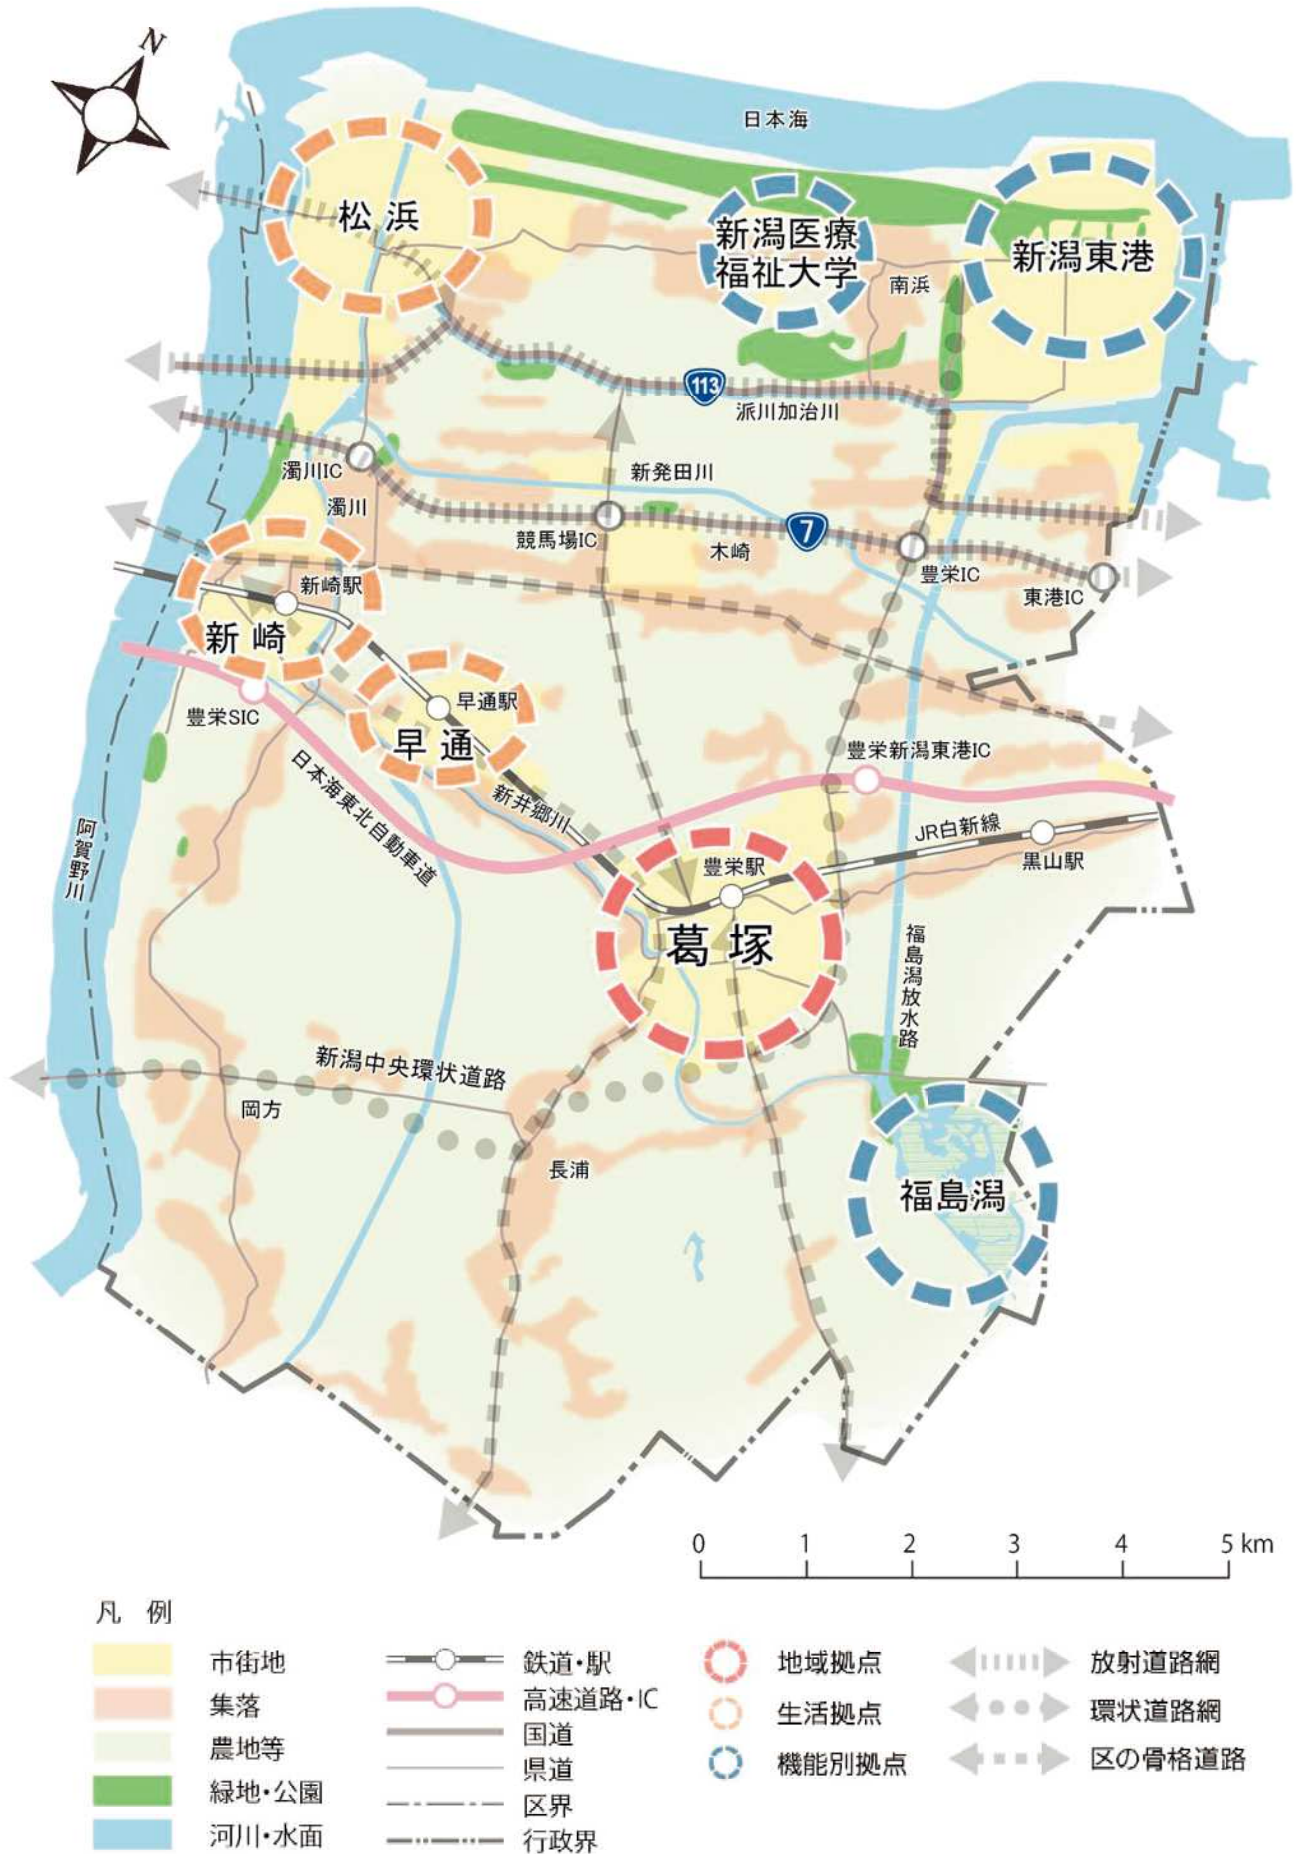 N
日本海
松浜
新潟医療
福祉大学
新潟東港
南浜
113
派川加治川
濁川IC
新発田川
濁川
競馬場IC
7
木崎
豊栄IC
東港IC
新崎駅
新崎
早通駅
豊栄SIC
早通
豊栄新潟東港IC
日本海東北自動車道
新井郷川
JR白新線
黒山駅
阿賀野川
豊栄駅
葛塚
福島潟放水路
新潟中央環状道路
岡方
長浦
福島潟
0 1 2 3 4 5 km
凡例
市街地
集落
農地等
緑地・公園
河川・水面
鉄道・駅
高速道路・IC
国道
県道
区界
行政界
地域拠点
生活拠点
機能別拠点
放射道路網
環状道路網
区の骨格道路